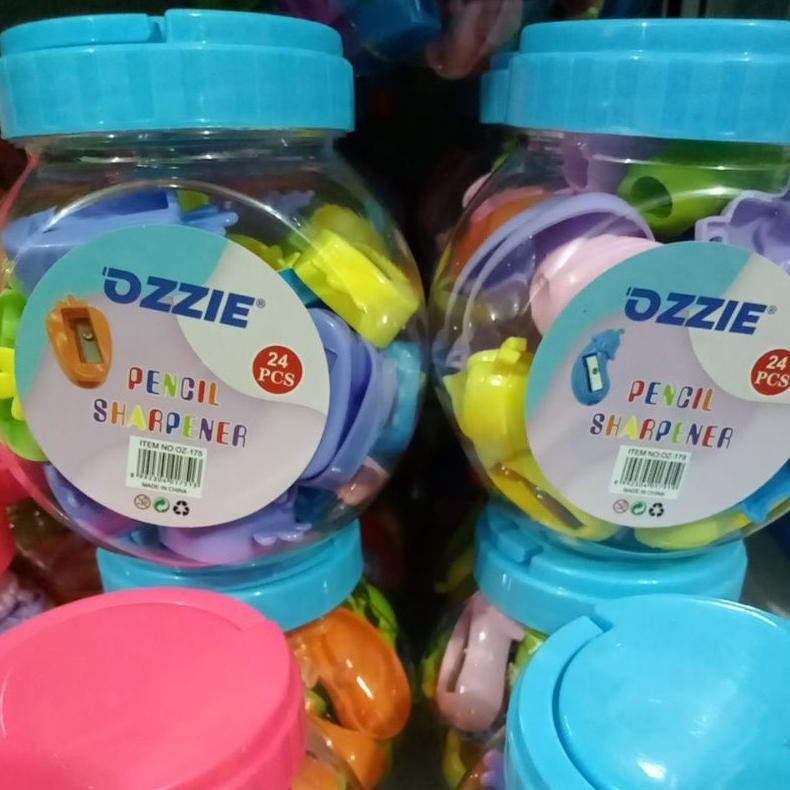 OZZIE®
24
PCS
PENCIL
SHARPENER
ITEM NO:OZ-175
MADE IN CHINA
OZZIE®
24
PCS
PENCIL
SHARPENER
ITEM NO:OZ-179
MADE IN CHINA